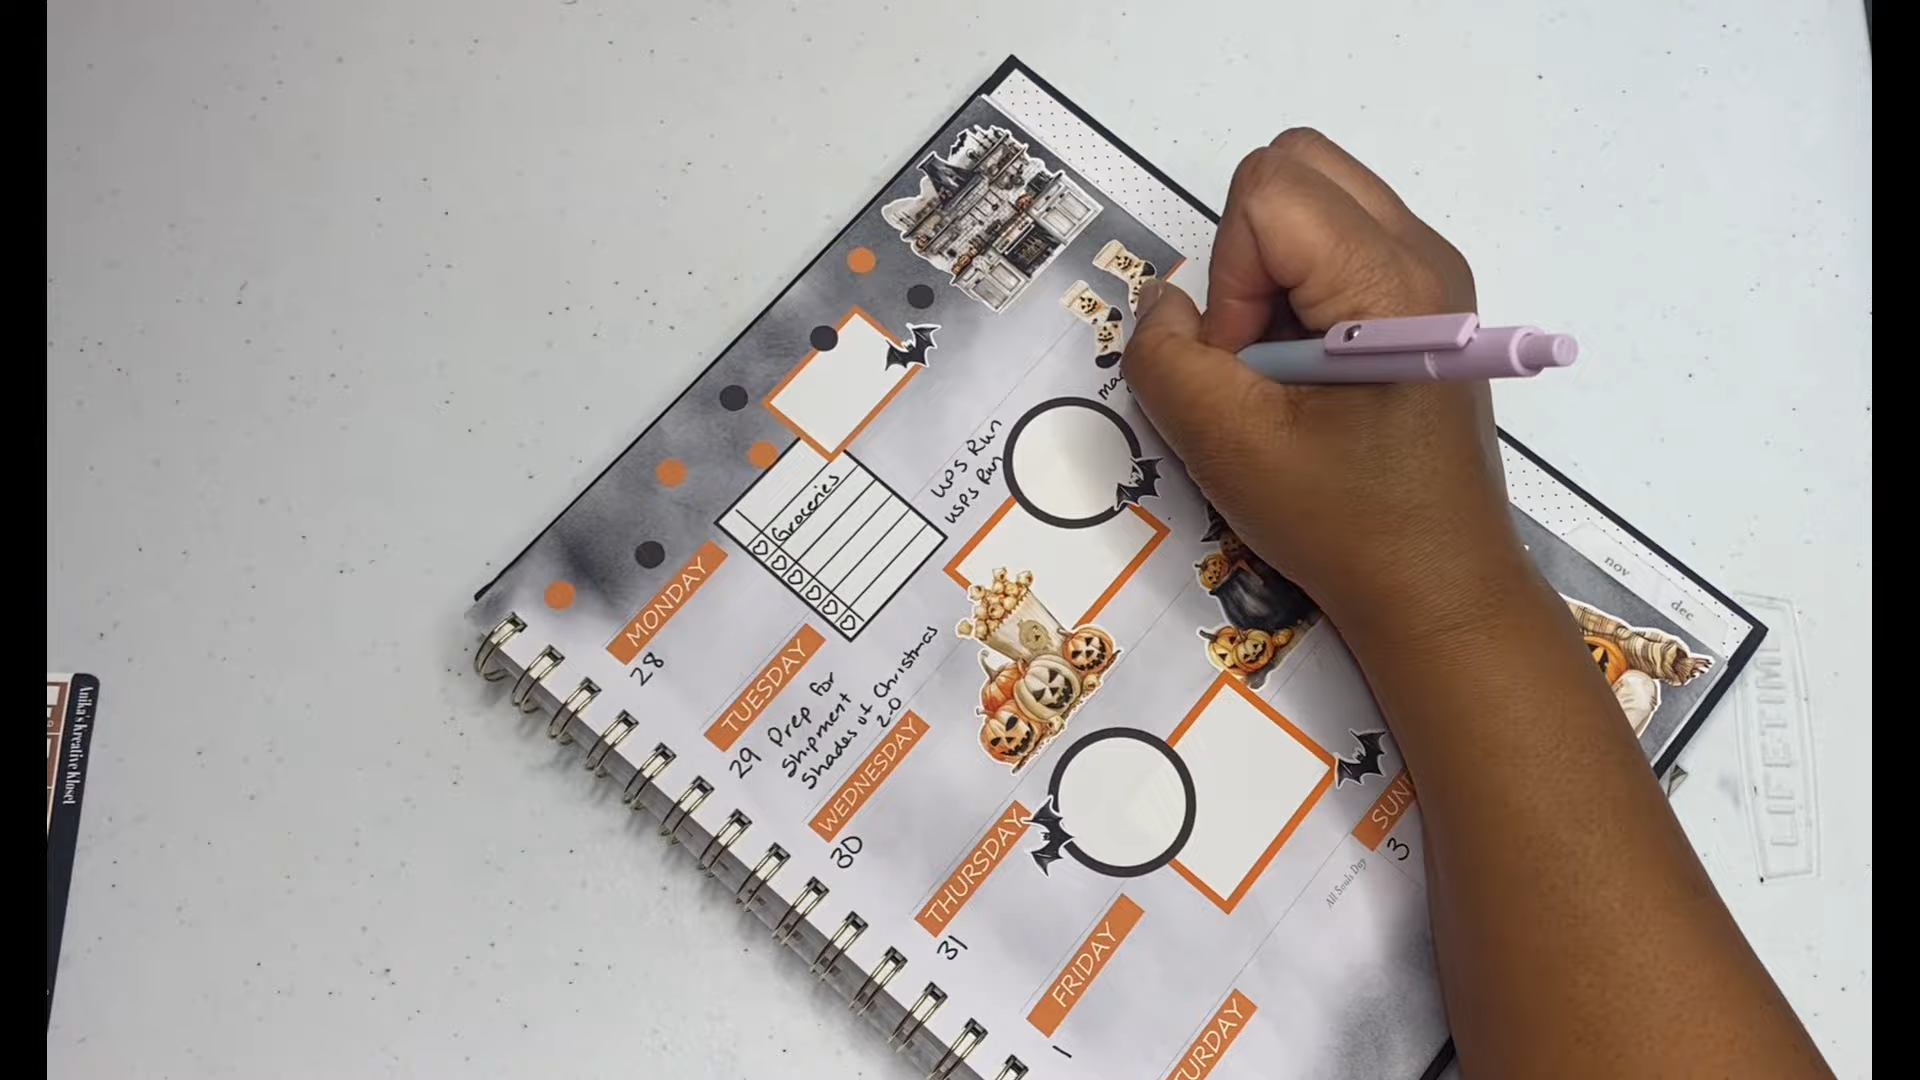 nov
dec
LIFETIME
Groceries
UPS Run
USPS Run
MONDAY
28
TUESDAY
29 Prep for
Shipment
Shades of Christmas
2.0
WEDNESDAY
30
THURSDAY
31
FRIDAY
1
All Souls Day
3
Anika's Kreative Kloset